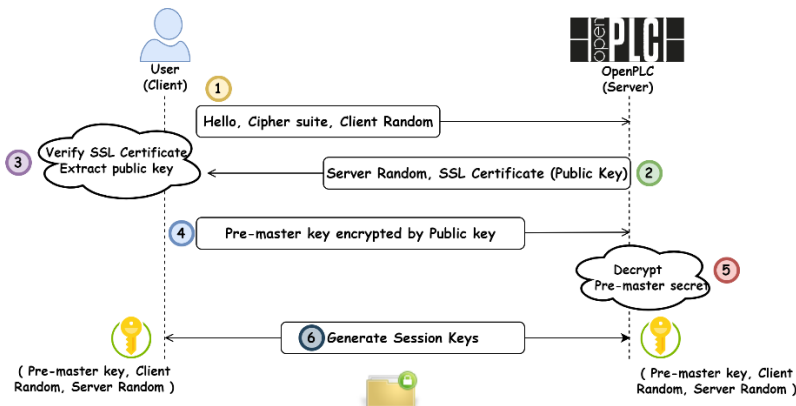 User
(Client)
open
PLC
OpenPLC
(Server)
1
Hello, Cipher suite, Client Random
3
Verify SSL Certificate
Extract public key
Server Random, SSL Certificate (Public Key)
2
4
Pre-master key encrypted by Public key
Decrypt
Pre-master secret
5
6
Generate Session Keys
( Pre-master key, Client
Random, Server Random )
( Pre-master key, Client
Random, Server Random )